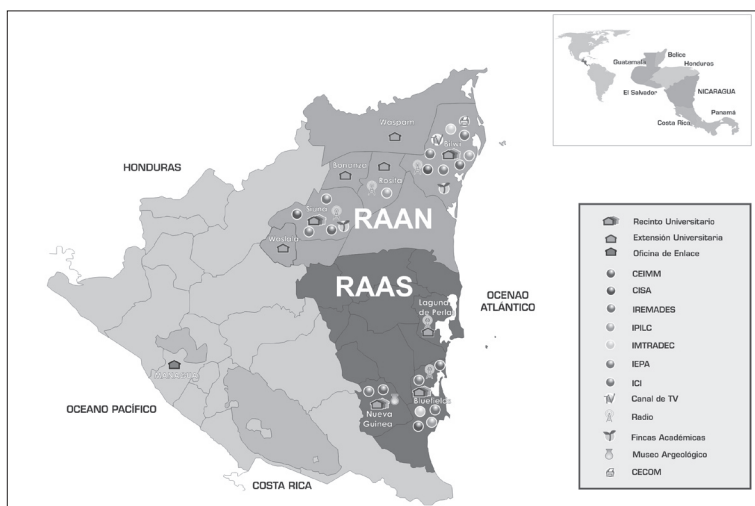 Belice
Guatemala
Honduras
NICARAGUA
El Salvador
Costa Rica
Panamá
HONDURAS
Waspam
Bilwi
Bonanza
Rosita
Siuna
RAAN
Waslala
RAAS
Laguna
de Perla
OCENAO
ATLÁNTICO
MANAGUA
OCEANO PACÍFICO
Nueva
Guinea
Bluefields
COSTA RICA
Recinto Universitario
Extensión Universitaria
Oficina de Enlace
CEIMM
CISA
IREMADES
IPILC
IMTRADEC
IEPA
ICI
TV
Canal de TV
Radio
Fincas Académicas
Museo Argeológico
CECOM